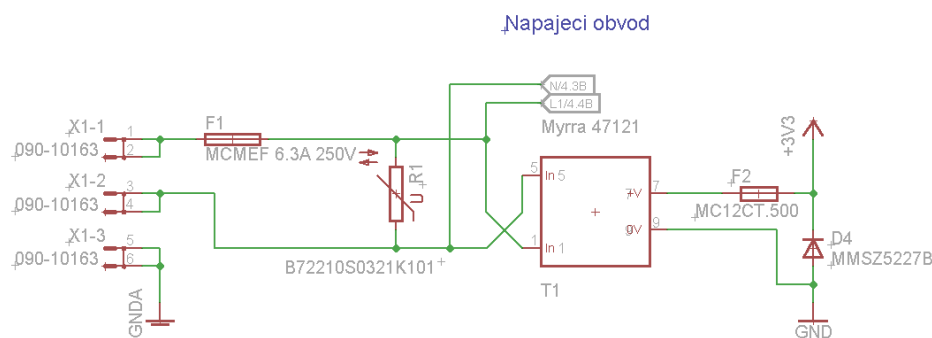 Napajeci obvod
N/4.3B
L1/4.4B
Myrra 47121
X1-1
090-10163
1
2
F1
MCMEF 6.3A 250V
R1
U
X1-2
090-10163
3
4
X1-3
090-10163
5
6
GNDA
B72210S0321K101
5
In 5
1
In 1
T1
7
9
9V
F2
MC12CT.500
+3V3
D4
MMSZ5227B
GND